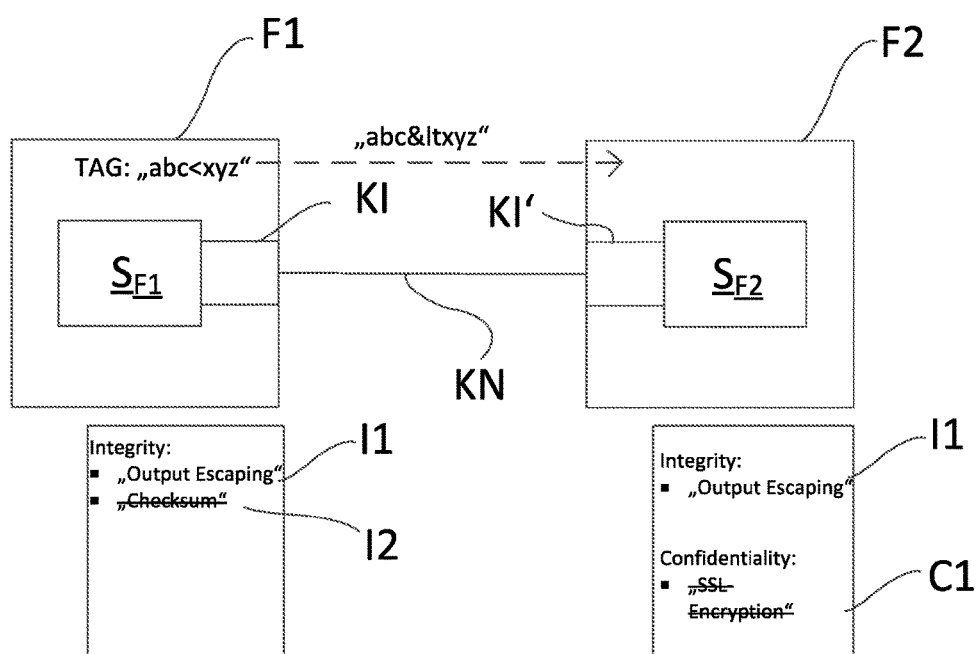 F1
F2
„abc&ltxyz“
TAG: „abc<xyz“
KI
KI‘
SF1
SF2
KN
Integrity:
▪ „Output Escaping“
▪ „Checksum“
I1
I2
Integrity:
▪ „Output Escaping“
Confidentiality:
▪ „SSL-
Encryption“
I1
C1